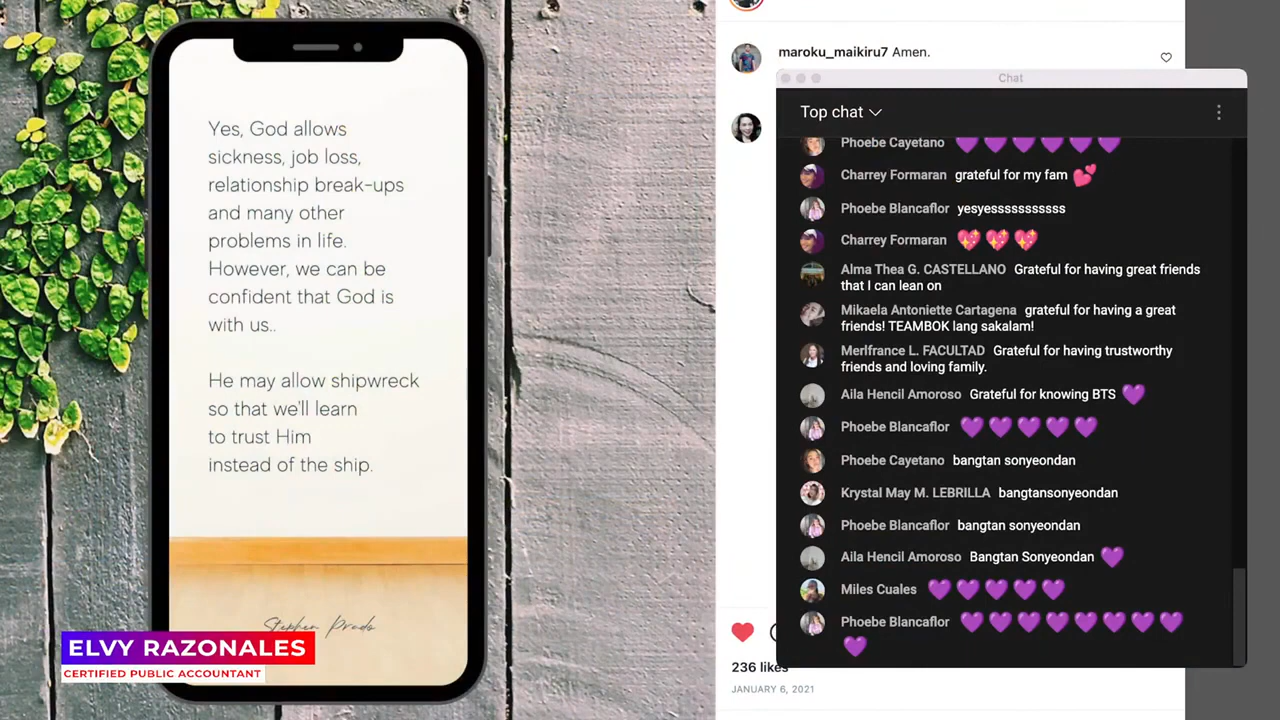 Yes, God allows
sickness, job loss,
relationship break-ups
and many other
problems in life.
However, we can be
confident that God is
with us..
He may allow shipwreck
so that we'll learn
to trust Him
instead of the ship.
Stephen Prado
ELVY RAZONALES
CERTIFIED PUBLIC ACCOUNTANT
maroku_maikiru7 Amen.
Chat
Top chat
Phoebe Cayetano 💜💜💜💜💜💜
Charrey Formaran grateful for my fam 💕
Phoebe Blancaflor yesyesssssssssss
Charrey Formaran 💖💖💖
Alma Thea G. CASTELLANO Grateful for having great friends
that I can lean on
Mikaela Antoniette Cartagena grateful for having a great
friends! TEAMBOK lang sakalam!
Merlfrance L. FACULTAD Grateful for having trustworthy
friends and loving family.
Aila Hencil Amoroso Grateful for knowing BTS 💜
Phoebe Blancaflor 💜💜💜💜💜
Phoebe Cayetano bangtan sonyeondan
Krystal May M. LEBRILLA bangtansonyeondan
Phoebe Blancaflor bangtan sonyeondan
Aila Hencil Amoroso Bangtan Sonyeondan 💜
Miles Cuales 💜💜💜💜💜
Phoebe Blancaflor 💜💜💜💜💜💜💜💜
💜
236 likes
JANUARY 6, 2021